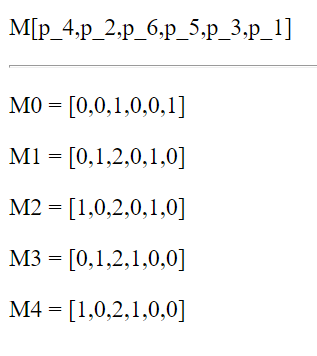 M[p_4,p_2,p_6,p_5,p_3,p_1]
M0 = [0,0,1,0,0,1]
M1 = [0,1,2,0,1,0]
M2 = [1,0,2,0,1,0]
M3 = [0,1,2,1,0,0]
M4 = [1,0,2,1,0,0]